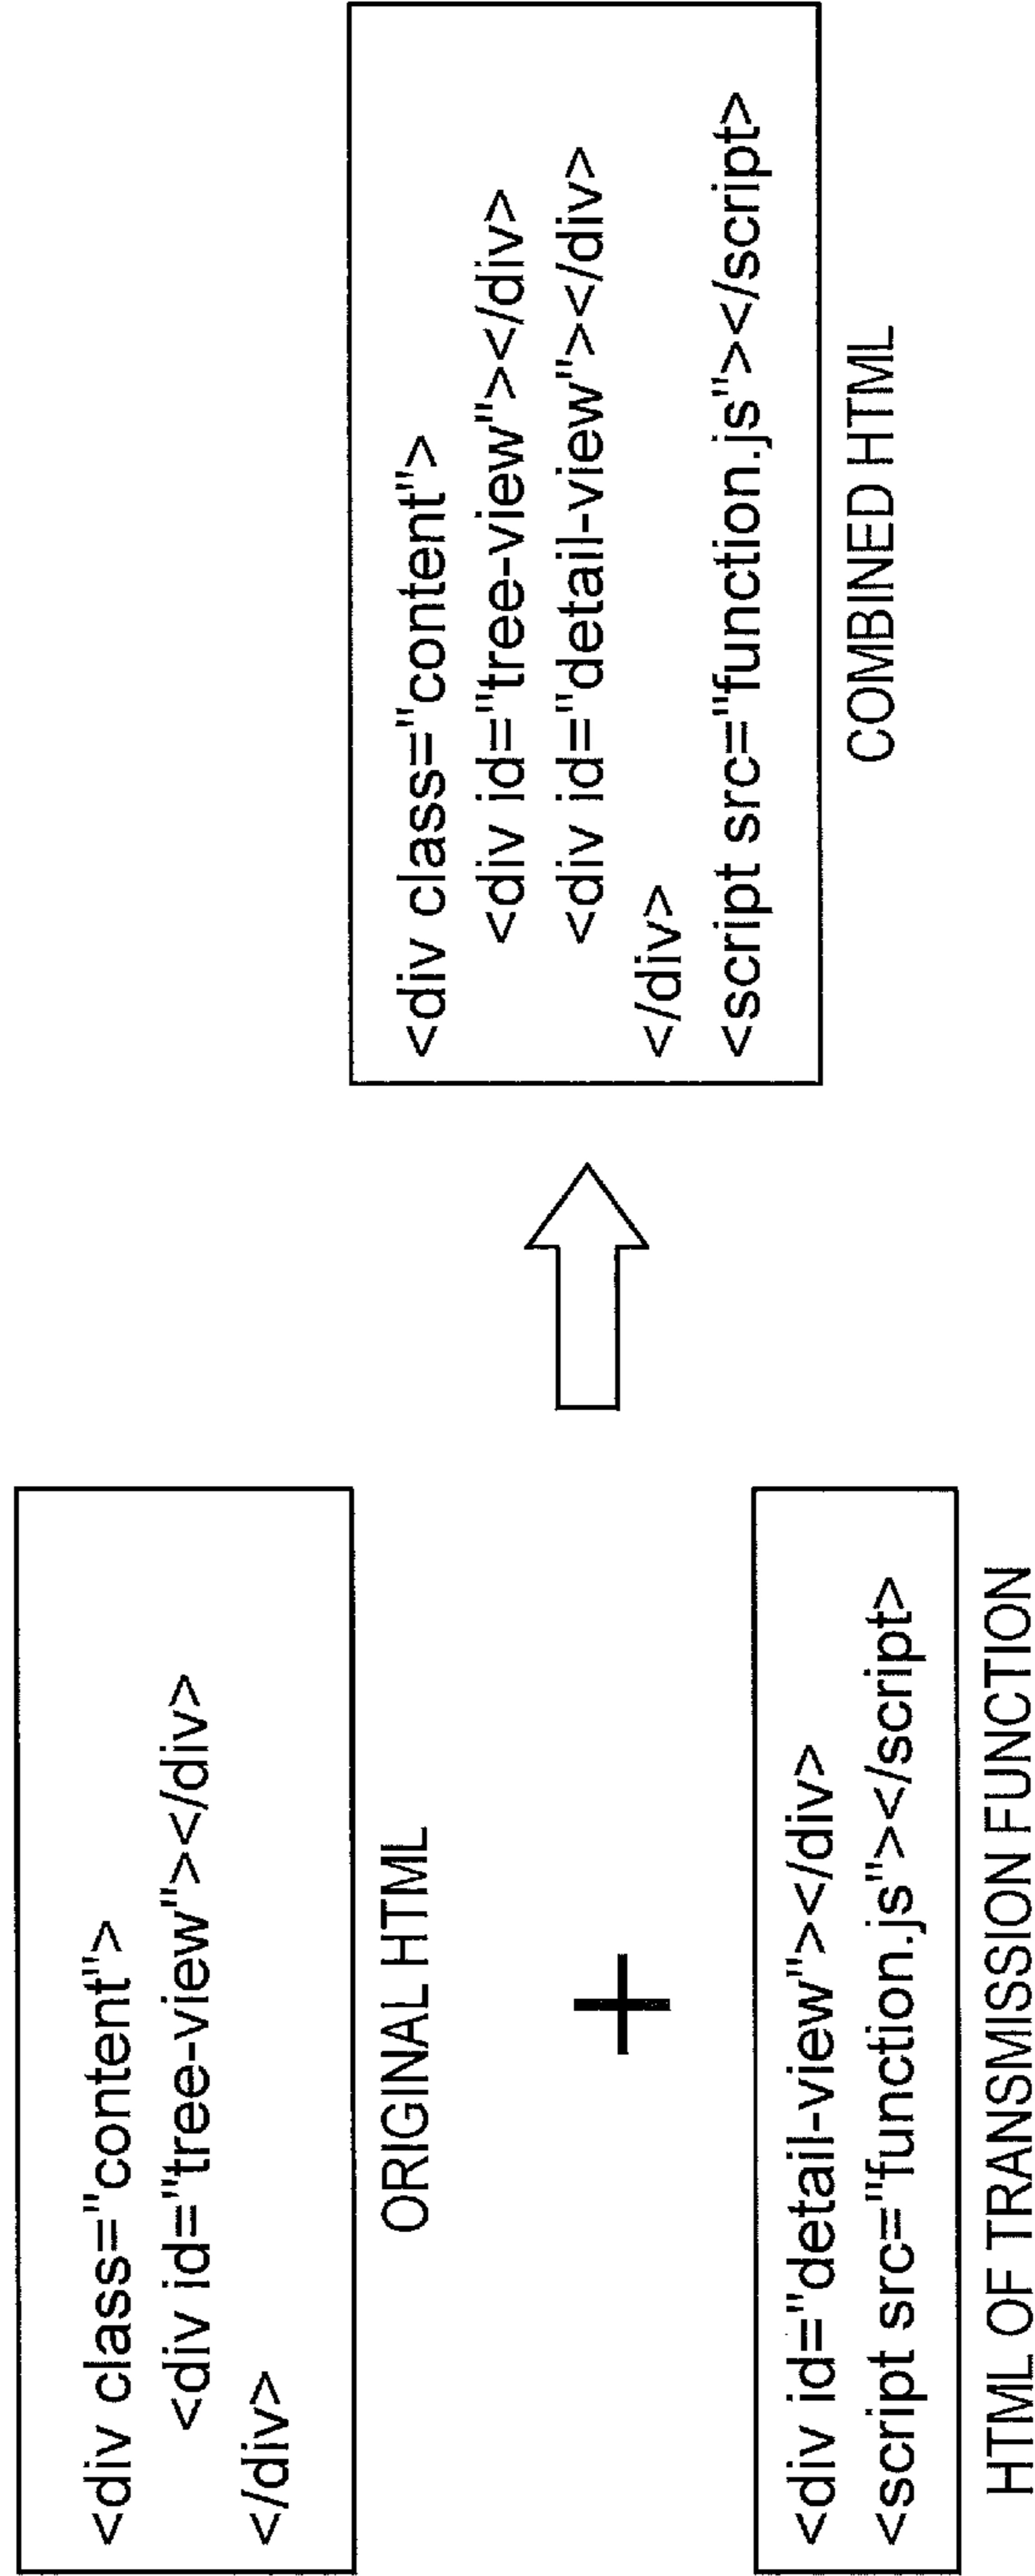 <div class="content">
<div id="tree-view"></div>
</div>
ORIGINAL HTML
+
<div id="detail-view"></div>
<script src="function.js"></script>
HTML OF TRANSMISSION FUNCTION
<div class="content">
<div id="tree-view"></div>
<div id="detail-view"></div>
</div>
<script src="function.js"></script>
COMBINED HTML